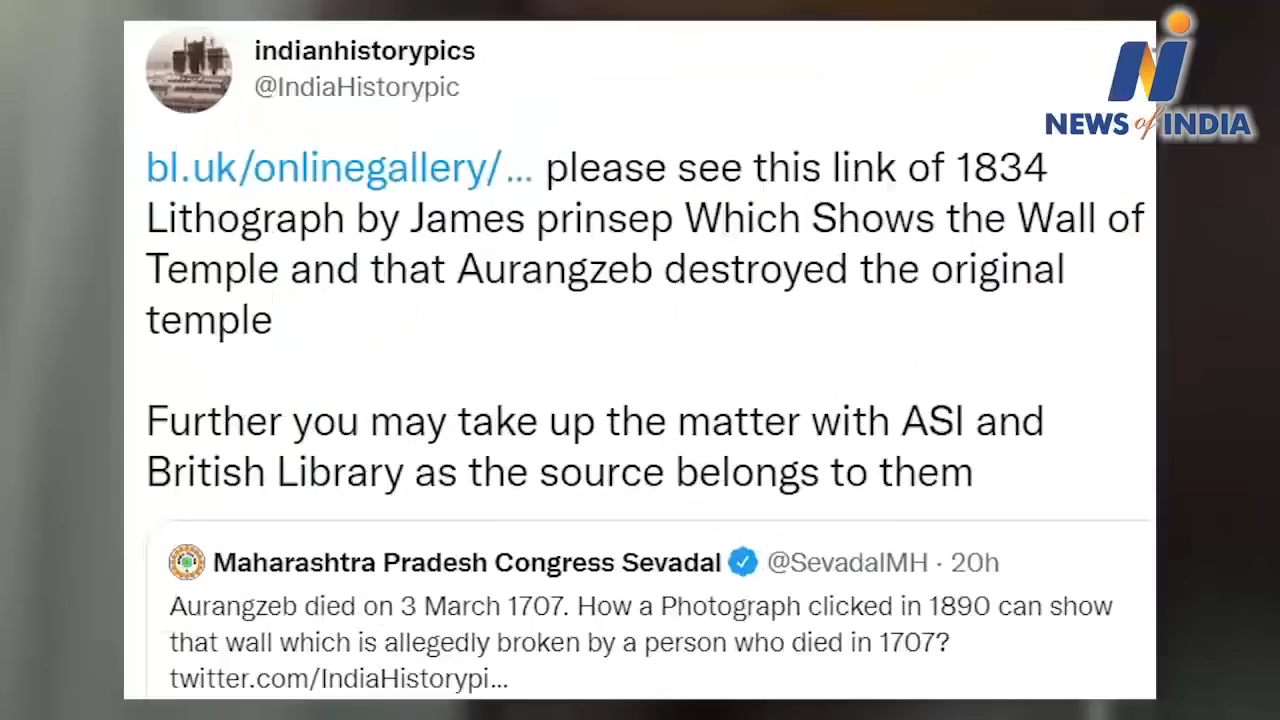 indianhistorypics
@IndiaHistorypic
NEWS of INDIA
bl.uk/onlinegallery/... please see this link of 1834
Lithograph by James prinsep Which Shows the Wall of
Temple and that Aurangzeb destroyed the original
temple
Further you may take up the matter with ASI and
British Library as the source belongs to them
Maharashtra Pradesh Congress Sevadal @SevadalMH · 20h
Aurangzeb died on 3 March 1707. How a Photograph clicked in 1890 can show
that wall which is allegedly broken by a person who died in 1707?
twitter.com/IndiaHistorypi...